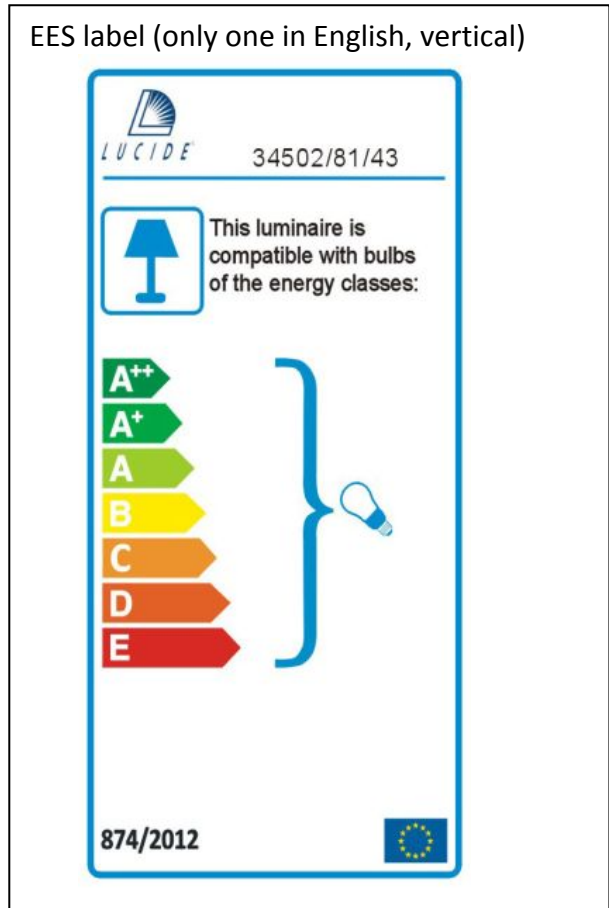 EES label (only one in English, vertical)
LUCIDE
34502/81/43
This luminaire is
compatible with bulbs
of the energy classes:
A++
A+
A
B
C
D
E
874/2012